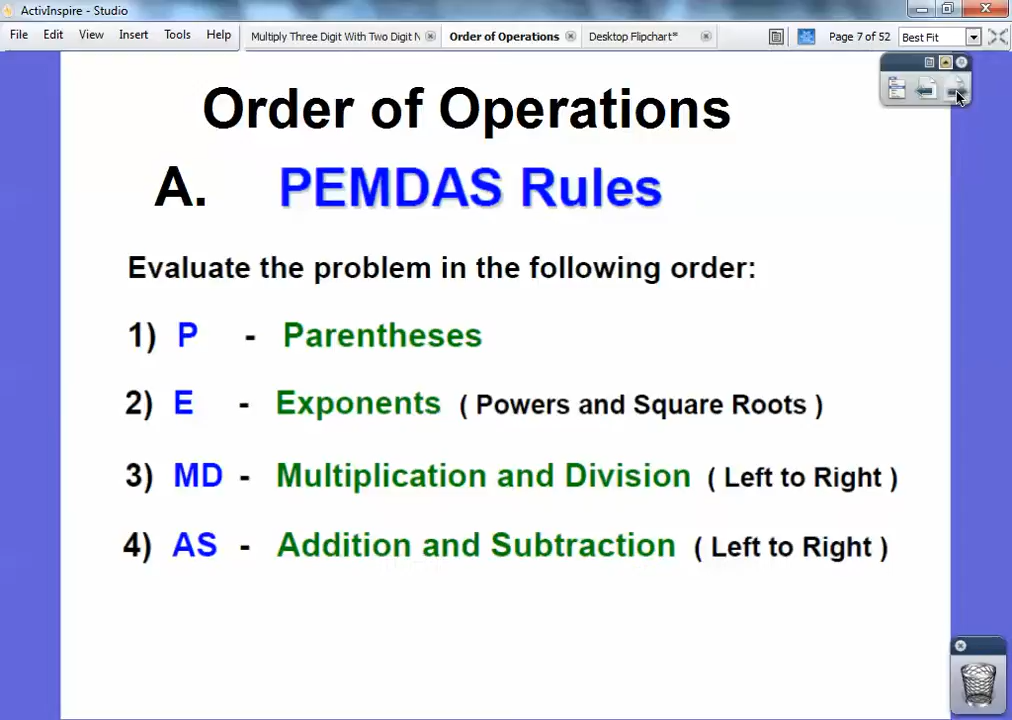 ActivInspire - Studio
File Edit View Insert Tools Help Multiply Three Digit With Two Digit N Order of Operations Desktop Flipchart* Page 7 of 52 Best Fit
Order of Operations
A. PEMDAS Rules
Evaluate the problem in the following order:
1) P - Parentheses
2) E - Exponents ( Powers and Square Roots )
3) MD - Multiplication and Division ( Left to Right )
4) AS - Addition and Subtraction ( Left to Right )